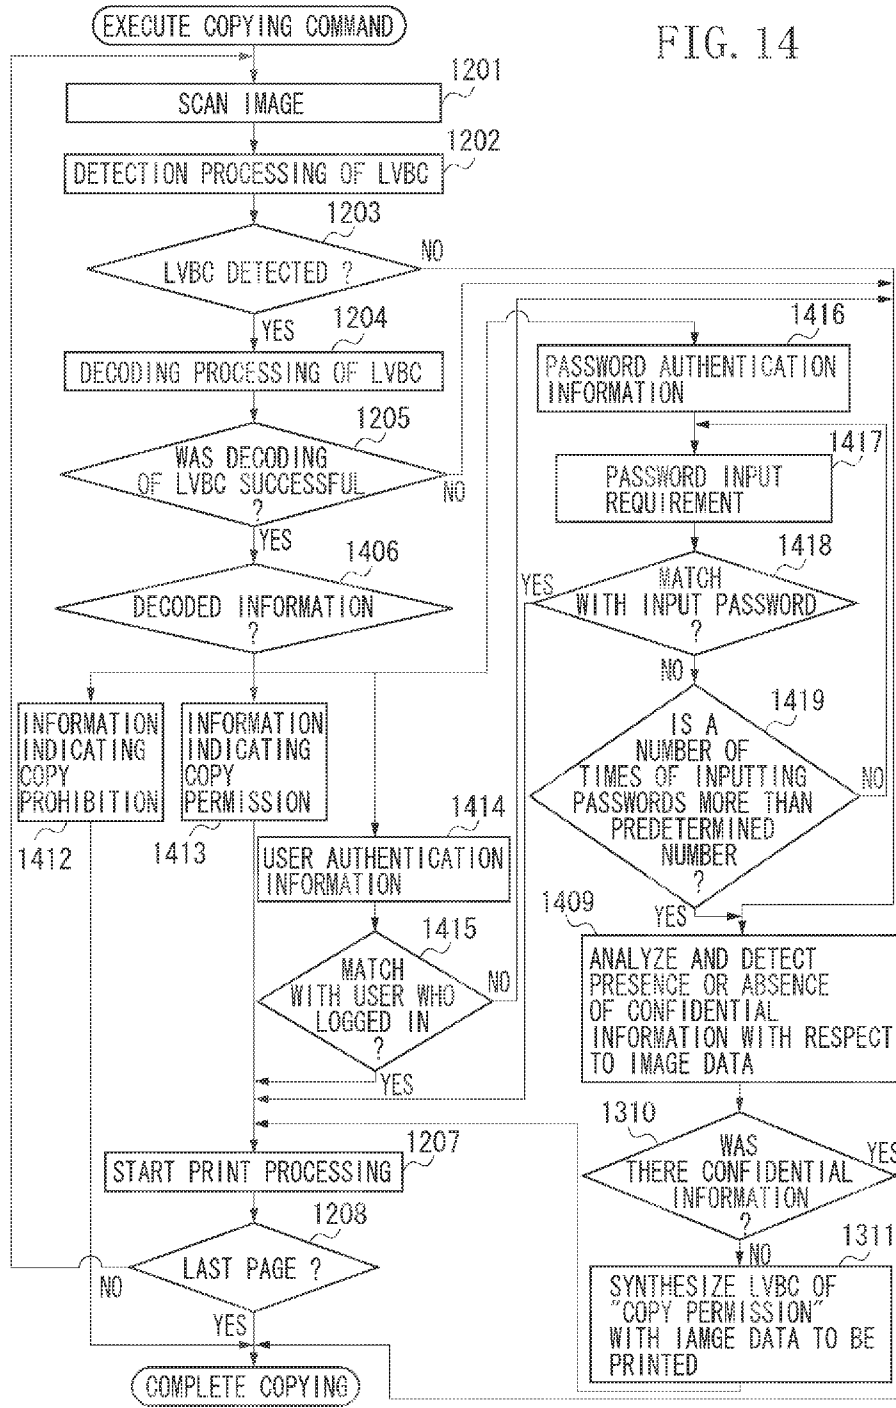 FIG. 14
EXECUTE COPYING COMMAND
1201
SCAN IMAGE
1202
DETECTION PROCESSING OF LVBC
1203
LVBC DETECTED ?
NO
YES
1204
DECODING PROCESSING OF LVBC
1205
WAS DECODING
OF LVBC SUCCESSFUL
?
NO
YES
1406
DECODED INFORMATION
?
INFORMATION
INDICATING
COPY
PROHIBITION
1412
INFORMATION
INDICATING
COPY
PERMISSION
1413
1414
USER AUTHENTICATION
INFORMATION
1415
MATCH
WITH USER WHO
LOGGED IN
?
NO
YES
1416
PASSWORD AUTHENTICATION
INFORMATION
1417
PASSWORD INPUT
REQUIREMENT
1418
YES
MATCH
WITH INPUT PASSWORD
?
NO
1419
IS A
NUMBER OF
TIMES OF INPUTTING
PASSWORDS MORE THAN
PREDETERMINED
NUMBER
?
NO
YES
1409
ANALYZE AND DETECT
PRESENCE OR ABSENCE
OF CONFIDENTIAL
INFORMATION WITH RESPECT
TO IMAGE DATA
1310
WAS
THERE CONFIDENTIAL
INFORMATION
?
YES
NO
1311
SYNTHESIZE LVBC OF
"COPY PERMISSION"
WITH IAMGE DATA TO BE
PRINTED
1207
START PRINT PROCESSING
1208
LAST PAGE ?
NO
YES
COMPLETE COPYING